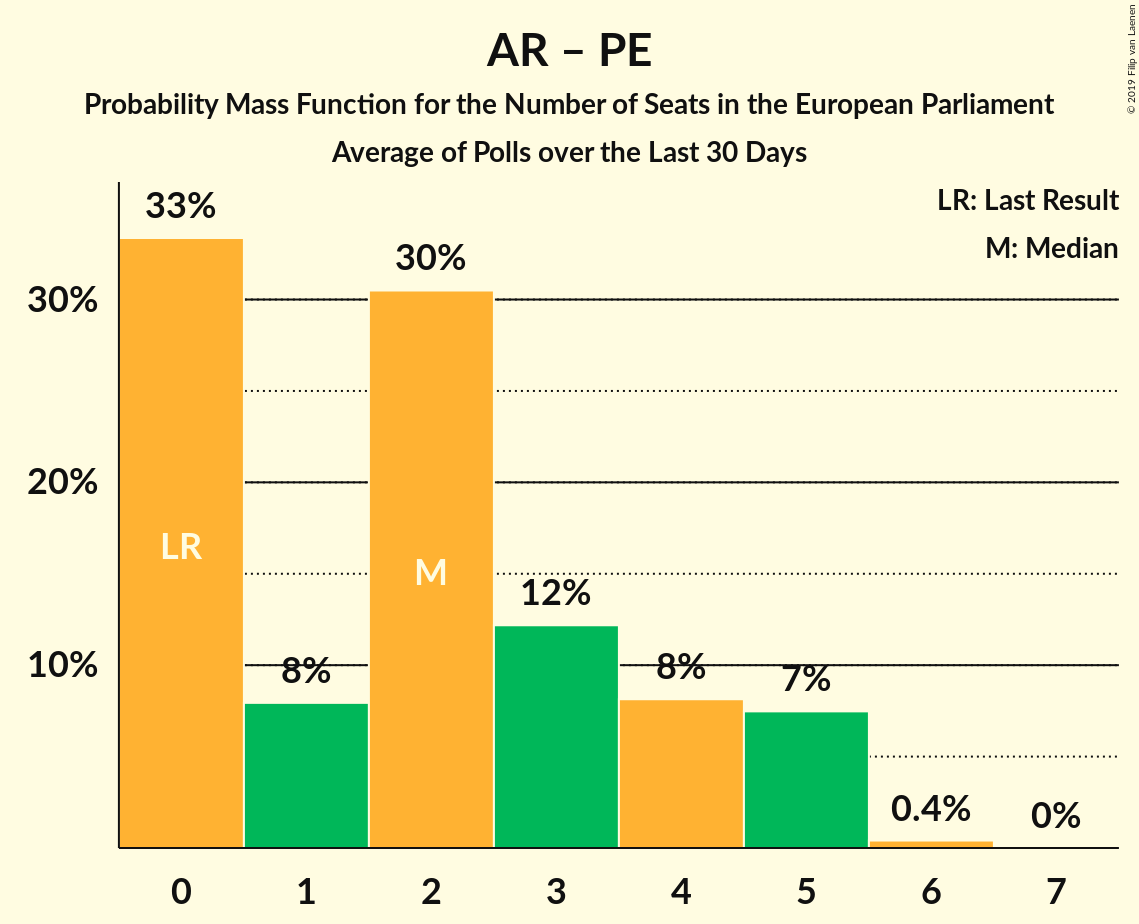 AR – PE
Probability Mass Function for the Number of Seats in the European Parliament
Average of Polls over the Last 30 Days
© 2019 Filip van Laenen
LR: Last Result
M: Median
33%
30%
30%
20%
LR
M
12%
10%
8%
8%
7%
0.4%
0%
0 1 2 3 4 5 6 7